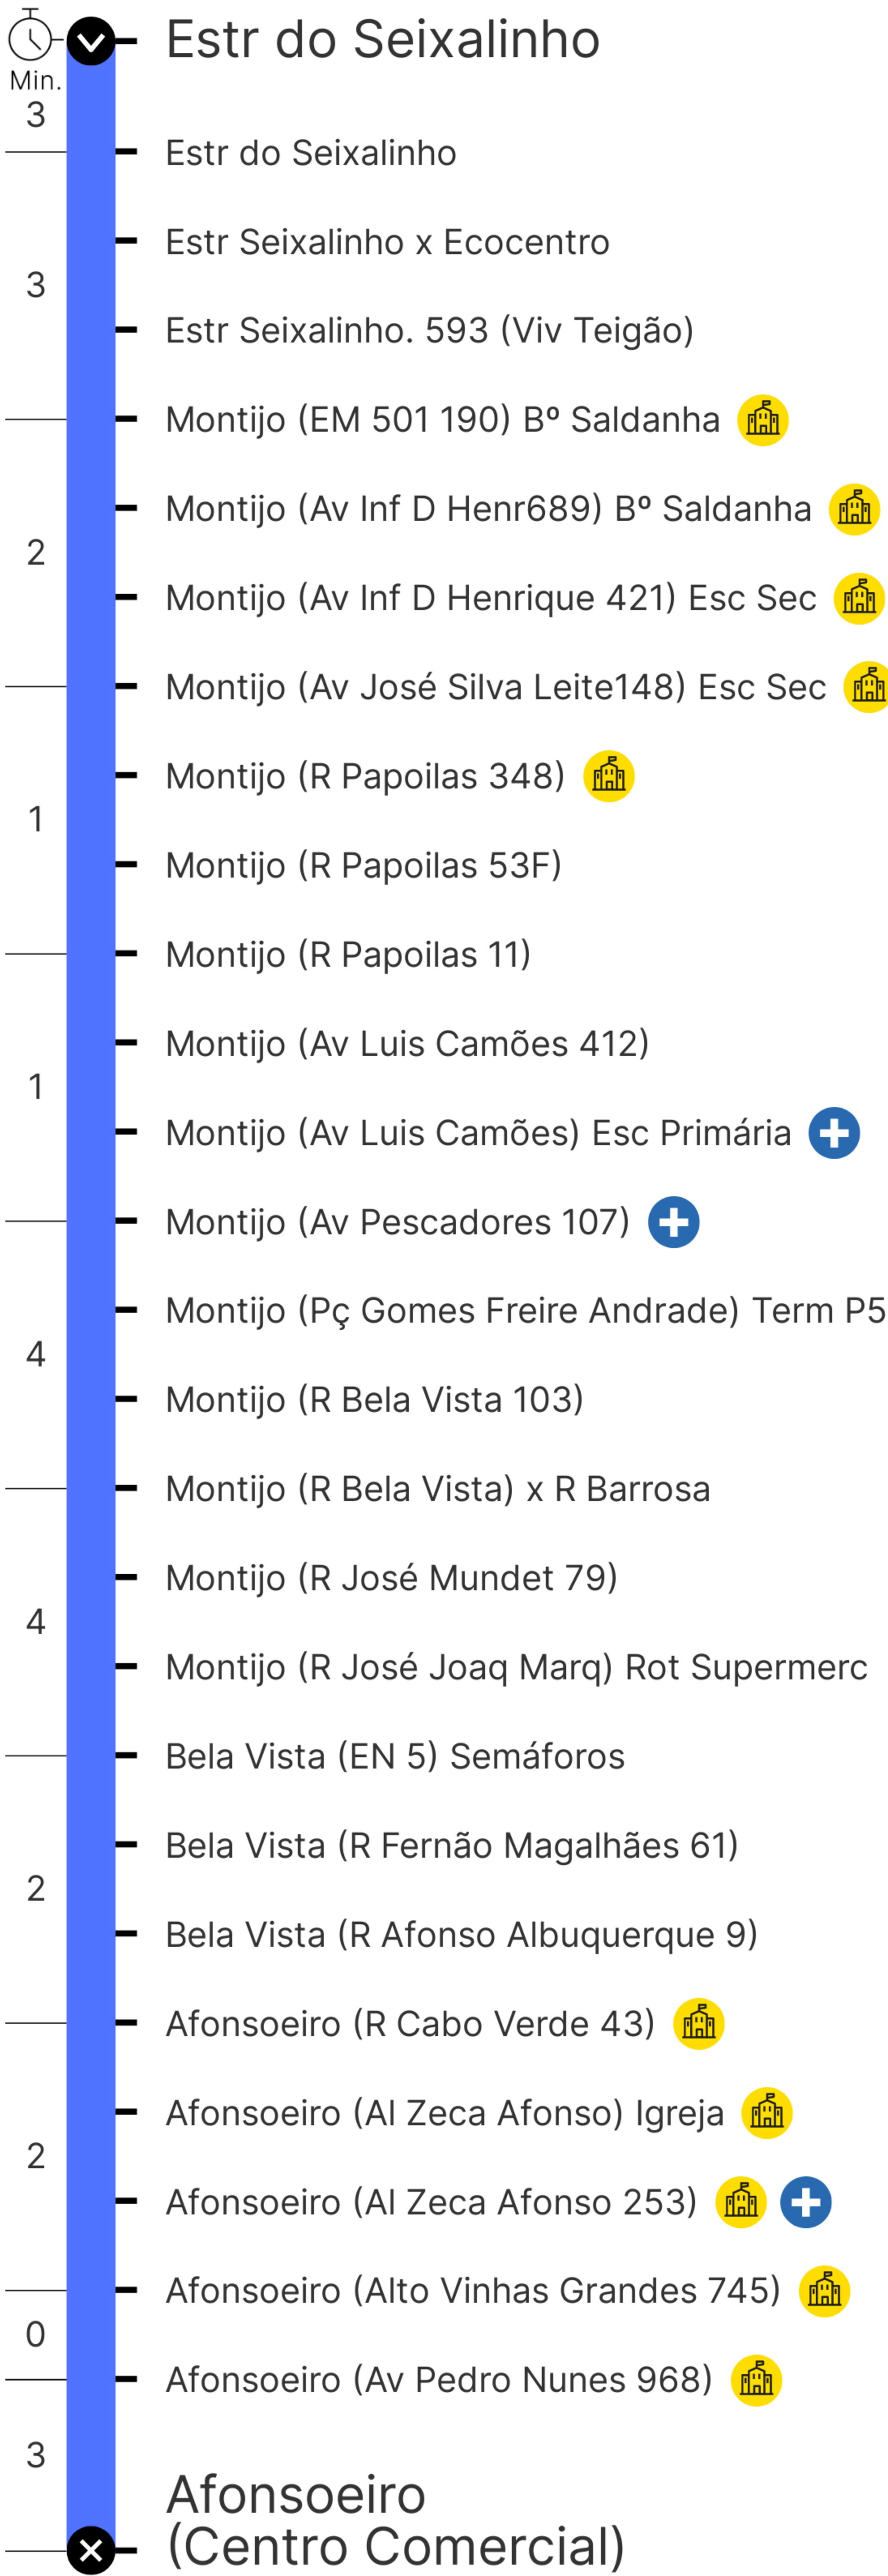 Estr do Seixalinho
Min.
3
Estr do Seixalinho
Estr Seixalinho x Ecocentro
3
Estr Seixalinho. 593 (Viv Teigão)
Montijo (EM 501 190) Bº Saldanha
Montijo (Av Inf D Henr689) Bº Saldanha
2
Montijo (Av Inf D Henrique 421) Esc Sec
Montijo (Av José Silva Leite148) Esc Sec
Montijo (R Papoilas 348)
1
Montijo (R Papoilas 53F)
Montijo (R Papoilas 11)
Montijo (Av Luis Camões 412)
1
Montijo (Av Luis Camões) Esc Primária
Montijo (Av Pescadores 107)
Montijo (Pç Gomes Freire Andrade) Term P5
4
Montijo (R Bela Vista 103)
Montijo (R Bela Vista) x R Barrosa
Montijo (R José Mundet 79)
4
Montijo (R José Joaq Marq) Rot Supermerc
Bela Vista (EN 5) Semáforos
Bela Vista (R Fernão Magalhães 61)
2
Bela Vista (R Afonso Albuquerque 9)
Afonsoeiro (R Cabo Verde 43)
Afonsoeiro (Al Zeca Afonso) Igreja
2
Afonsoeiro (Al Zeca Afonso 253)
Afonsoeiro (Alto Vinhas Grandes 745)
0
Afonsoeiro (Av Pedro Nunes 968)
3
Afonsoeiro
(Centro Comercial)